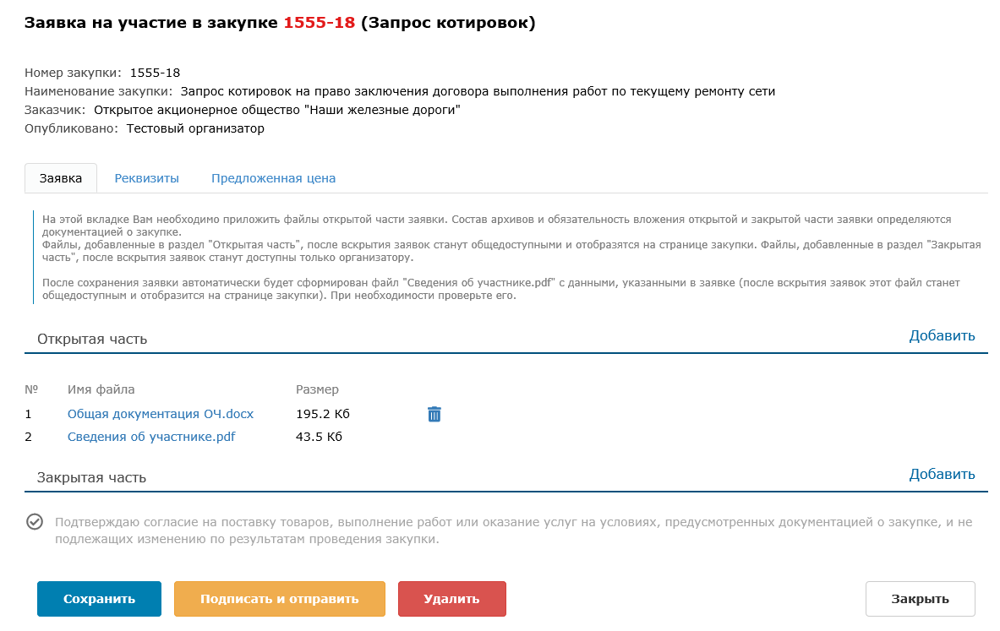 Заявка на участие в закупке 1555-18 (Запрос котировок)
Номер закупки: 1555-18
Наименование закупки: Запрос котировок на право заключения договора выполнения работ по текущему ремонту сети
Заказчик: Открытое акционерное общество "Наши железные дороги"
Опубликовано: Тестовый организатор
Заявка Реквизиты Предложенная цена
На этой вкладке Вам необходимо приложить файлы открытой части заявки. Состав архивов и обязательность вложения открытой и закрытой части заявки определяются
документацией о закупке.
Файлы, добавленные в раздел "Открытая часть", после вскрытия заявок станут общедоступными и отобразятся на странице закупки. Файлы, добавленные в раздел "Закрытая
часть", после вскрытия заявок станут доступны только организатору.
После сохранения заявки автоматически будет сформирован файл "Сведения об участнике.pdf" с данными, указанными в заявке (после вскрытия заявок этот файл станет
общедоступным и отобразится на странице закупки). При необходимости проверьте его.
Открытая часть Добавить
№ Имя файла Размер
1 Общая документация ОЧ.docx 195.2 Кб
2 Сведения об участнике.pdf 43.5 Кб
Закрытая часть Добавить
Подтверждаю согласие на поставку товаров, выполнение работ или оказание услуг на условиях, предусмотренных документацией о закупке, и не
подлежащих изменению по результатам проведения закупки.
Сохранить Подписать и отправить Удалить Закрыть